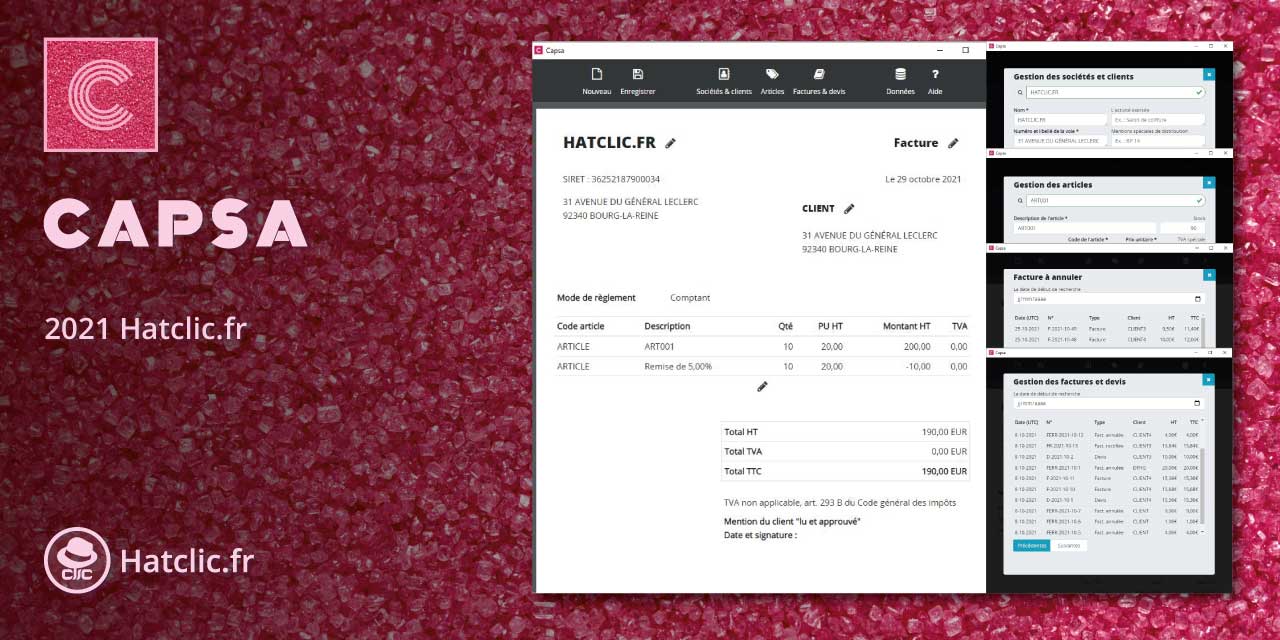 CAPSA
2021 Hatclic.fr
CLIC
Hatclic.fr
Capsa
Nouveau
Enregistrer
Sociétés & clients
Articles
Factures & devis
Données
Aide
HATCLIC.FR
Facture
SIRET : 36252187900034
Le 29 octobre 2021
31 AVENUE DU GÉNÉRAL LECLERC
92340 BOURG-LA-REINE
CLIENT
31 AVENUE DU GÉNÉRAL LECLERC
92340 BOURG-LA-REINE
Mode de règlement Comptant
Code article Description Qté PU HT Montant HT TVA
ARTICLE ART001 10 20,00 200,00 0,00
ARTICLE Remise de 5,00% 10 20,00 -10,00 0,00
Total HT 190,00 EUR
Total TVA 0,00 EUR
Total TTC 190,00 EUR
TVA non applicable, art. 293 B du Code général des impôts
Mention du client "lu et approuvé"
Date et signature :
Capsa
Gestion des sociétés et clients
HATCLIC.FR
Nom * L'activité exercée
HATCLIC.FR Ex. : Salon de coiffure
Numéro et libellé de la voie * Mentions spéciales de distribution
31 AVENUE DU GÉNÉRAL LECLERC Ex. : BP 14
Capsa
Gestion des articles
ART001
Description de l'article * Stock
ART001 90
Code de l'article * Prix unitaire * TVA spéciale
Capsa
Facture à annuler
La date de début de recherche
jj/mm/aaaa
Date (UTC) N° Type Client HT TTC
25-10-2021 F-2021-10-49 Facture CLIENT3 9,50€ 11,40€
25-10-2021 F-2021-10-48 Facture CLIENT4 10,00€ 12,00€
Capsa
Gestion des factures et devis
La date de début de recherche
jj/mm/aaaa
Date (UTC) N° Type Client HT TTC
8-10-2021 FERR-2021-10-12 Fact. annulée CLIENT4 4,00€ 4,00€
8-10-2021 FR-2021-10-13 Fact. rectifiée CLIENT3 15,84€ 15,84€
8-10-2021 D-2021-10-2 Devis CLIENT3 10,00€ 10,00€
8-10-2021 Fact. annulée 20,00€ 20,00€
8-10-2021 F-2021-10-11 Facture CLIENT4 15,36€ 15,36€
8-10-2021 F-2021-10-10 Facture CLIENT4 15,68€ 15,68€
8-10-2021 D-2021-10-1 Devis CLIENT4 15,36€ 15,36€
8-10-2021 FERR-2021-10-7 Fact. annulée CLIENT 9,00€ 9,00€
8-10-2021 FERR-2021-10-6 Fact. annulée CLIENT 1,00€ 1,00€
8-10-2021 FERR-2021-10-5 Fact. annulée CLIENT 4,00€ 4,00€
Précédentes Suivantes